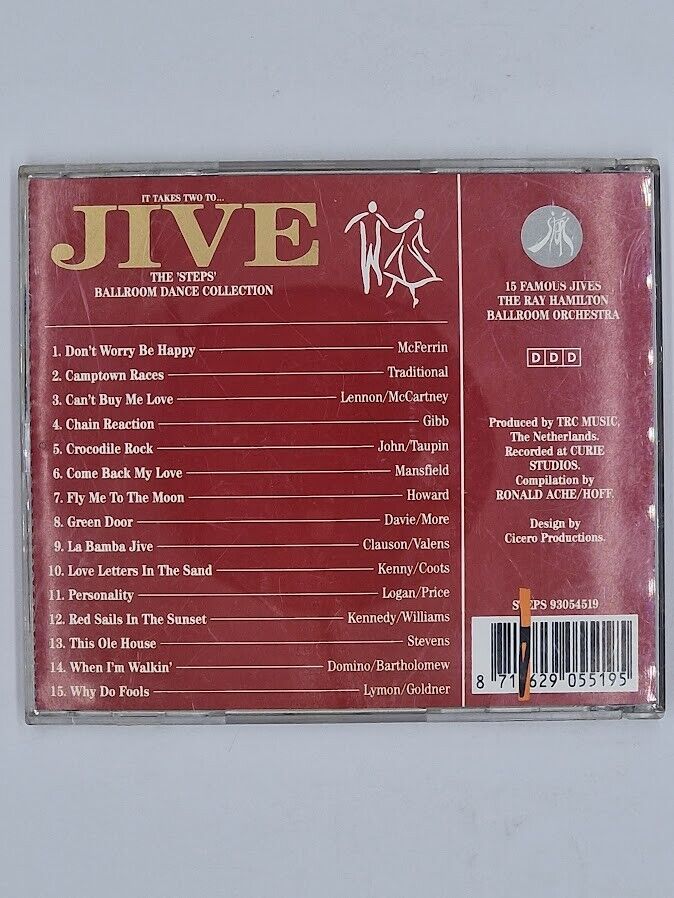 IT TAKES TWO TO...
JIVE
THE 'STEPS'
BALLROOM DANCE COLLECTION
1. Don't Worry Be Happy McFerrin
2. Camptown Races Traditional
3. Can't Buy Me Love Lennon/McCartney
4. Chain Reaction Gibb
5. Crocodile Rock John/Taupin
6. Come Back My Love Mansfield
7. Fly Me To The Moon Howard
8. Green Door Davie/More
9. La Bamba Jive Clauson/Valens
10. Love Letters In The Sand Kenny/Coots
11. Personality Logan/Price
12. Red Sails In The Sunset Kennedy/Williams
13. This Ole House Stevens
14. When I'm Walkin' Domino/Bartholomew
15. Why Do Fools Lymon/Goldner
15 FAMOUS JIVES
THE RAY HAMILTON
BALLROOM ORCHESTRA
D D D
Produced by TRC MUSIC,
The Netherlands.
Recorded at CURIE
STUDIOS.
Compilation by
RONALD ACHE/HOFF.
Design by
Cicero Productions.
93054519
629 055195